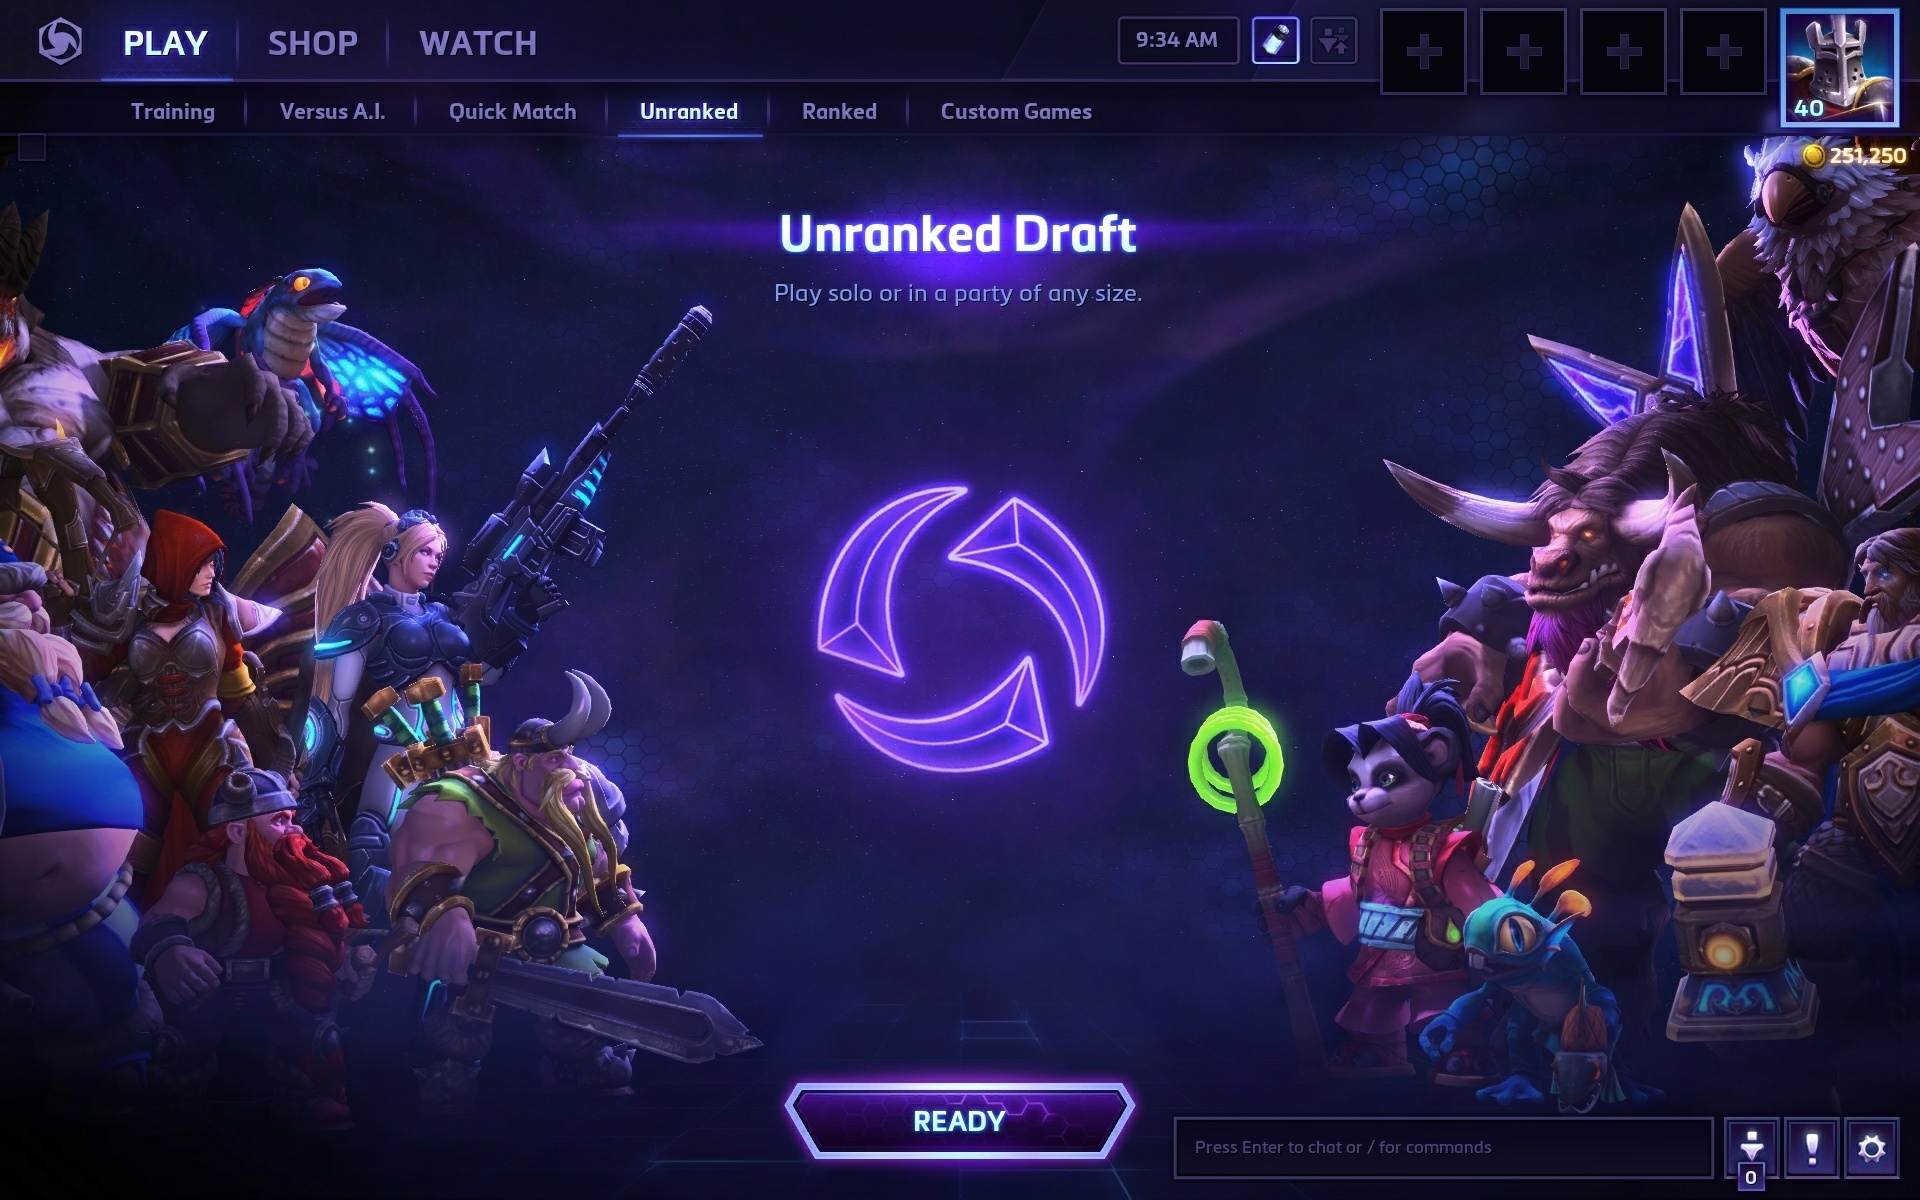 PLAY SHOP WATCH 9:34 AM
40
Training Versus A.I. Quick Match Unranked Ranked Custom Games
251,250
Unranked Draft
Play solo or in a party of any size.
READY
Press Enter to chat or / for commands
0